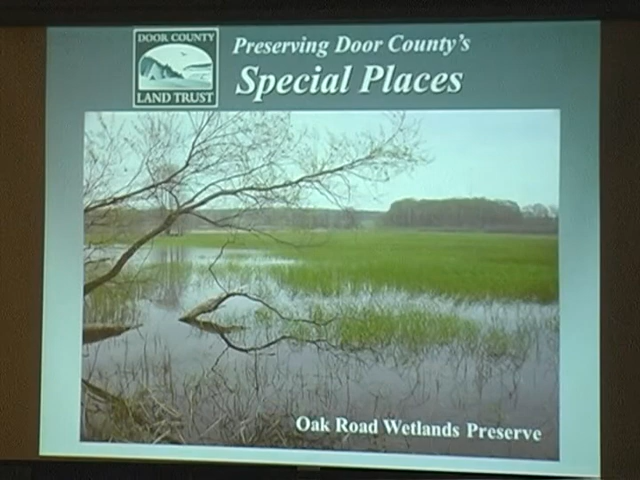 DOOR COUNTY
LAND TRUST
Preserving Door County's
Special Places
Oak Road Wetlands Preserve